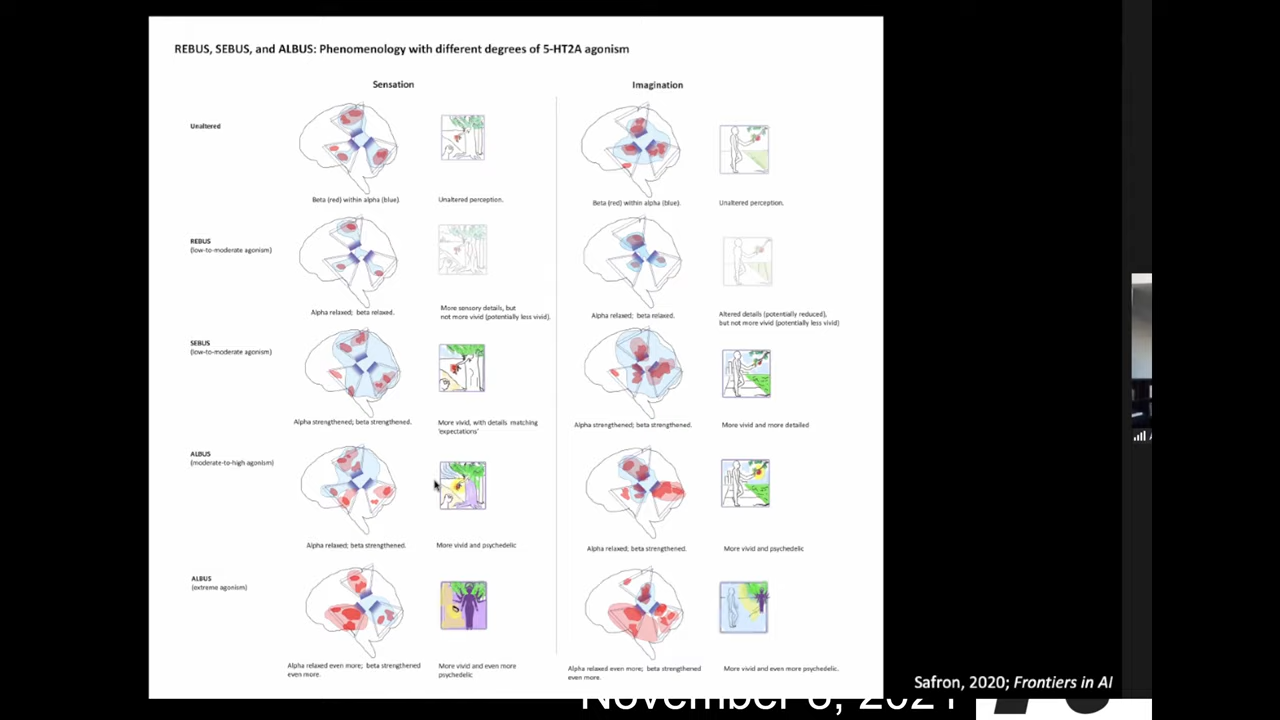 REBUS, SEBUS, and ALBUS: Phenomenology with different degrees of 5-HT2A agonism
Sensation
Imagination
Unaltered
Beta (red) within alpha (blue).
Unaltered perception.
Beta (red) within alpha (blue).
Unaltered perception.
REBUS
(low-to-moderate agonism)
Alpha relaxed; beta relaxed.
More sensory details, but
not more vivid (potentially less vivid).
Alpha relaxed; beta relaxed.
Altered details (potentially reduced),
but not more vivid (potentially less vivid)
SEBUS
(low-to-moderate agonism)
Alpha strengthened; beta strengthened.
More vivid, with details matching
'expectations'
Alpha strengthened; beta strengthened.
More vivid and more detailed
ALBUS
(moderate-to-high agonism)
Alpha relaxed; beta strengthened.
More vivid and psychedelic
Alpha relaxed; beta strengthened.
More vivid and psychedelic
ALBUS
(extreme agonism)
Alpha relaxed even more; beta strengthened
even more.
More vivid and even more
psychedelic
Alpha relaxed even more; beta strengthened
even more.
More vivid and even more psychedelic.
Safron, 2020; Frontiers in AI